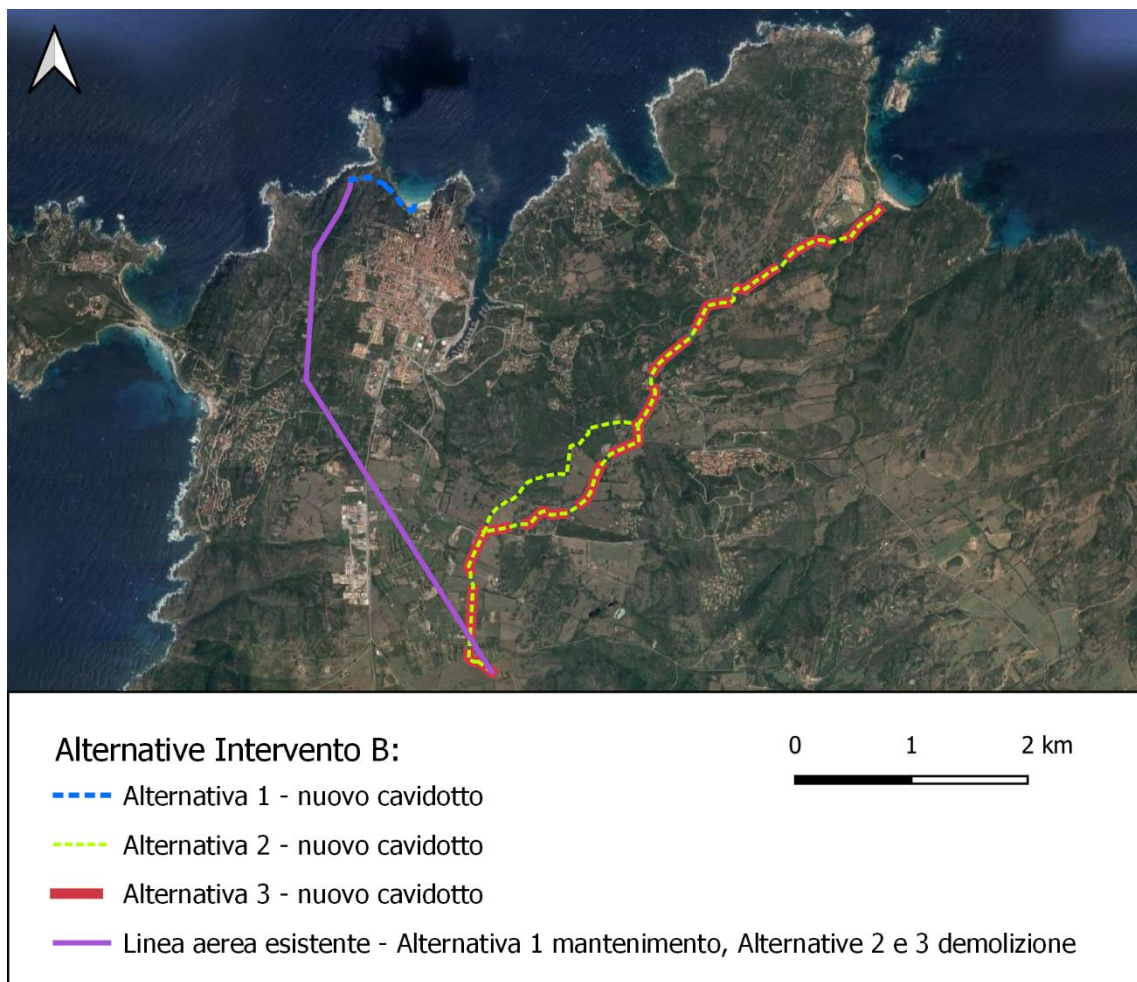 Alternative Intervento B:
0 1 2 km
Alternativa 1 - nuovo cavidotto
Alternativa 2 - nuovo cavidotto
Alternativa 3 - nuovo cavidotto
Linea aerea esistente - Alternativa 1 mantenimento, Alternative 2 e 3 demolizione